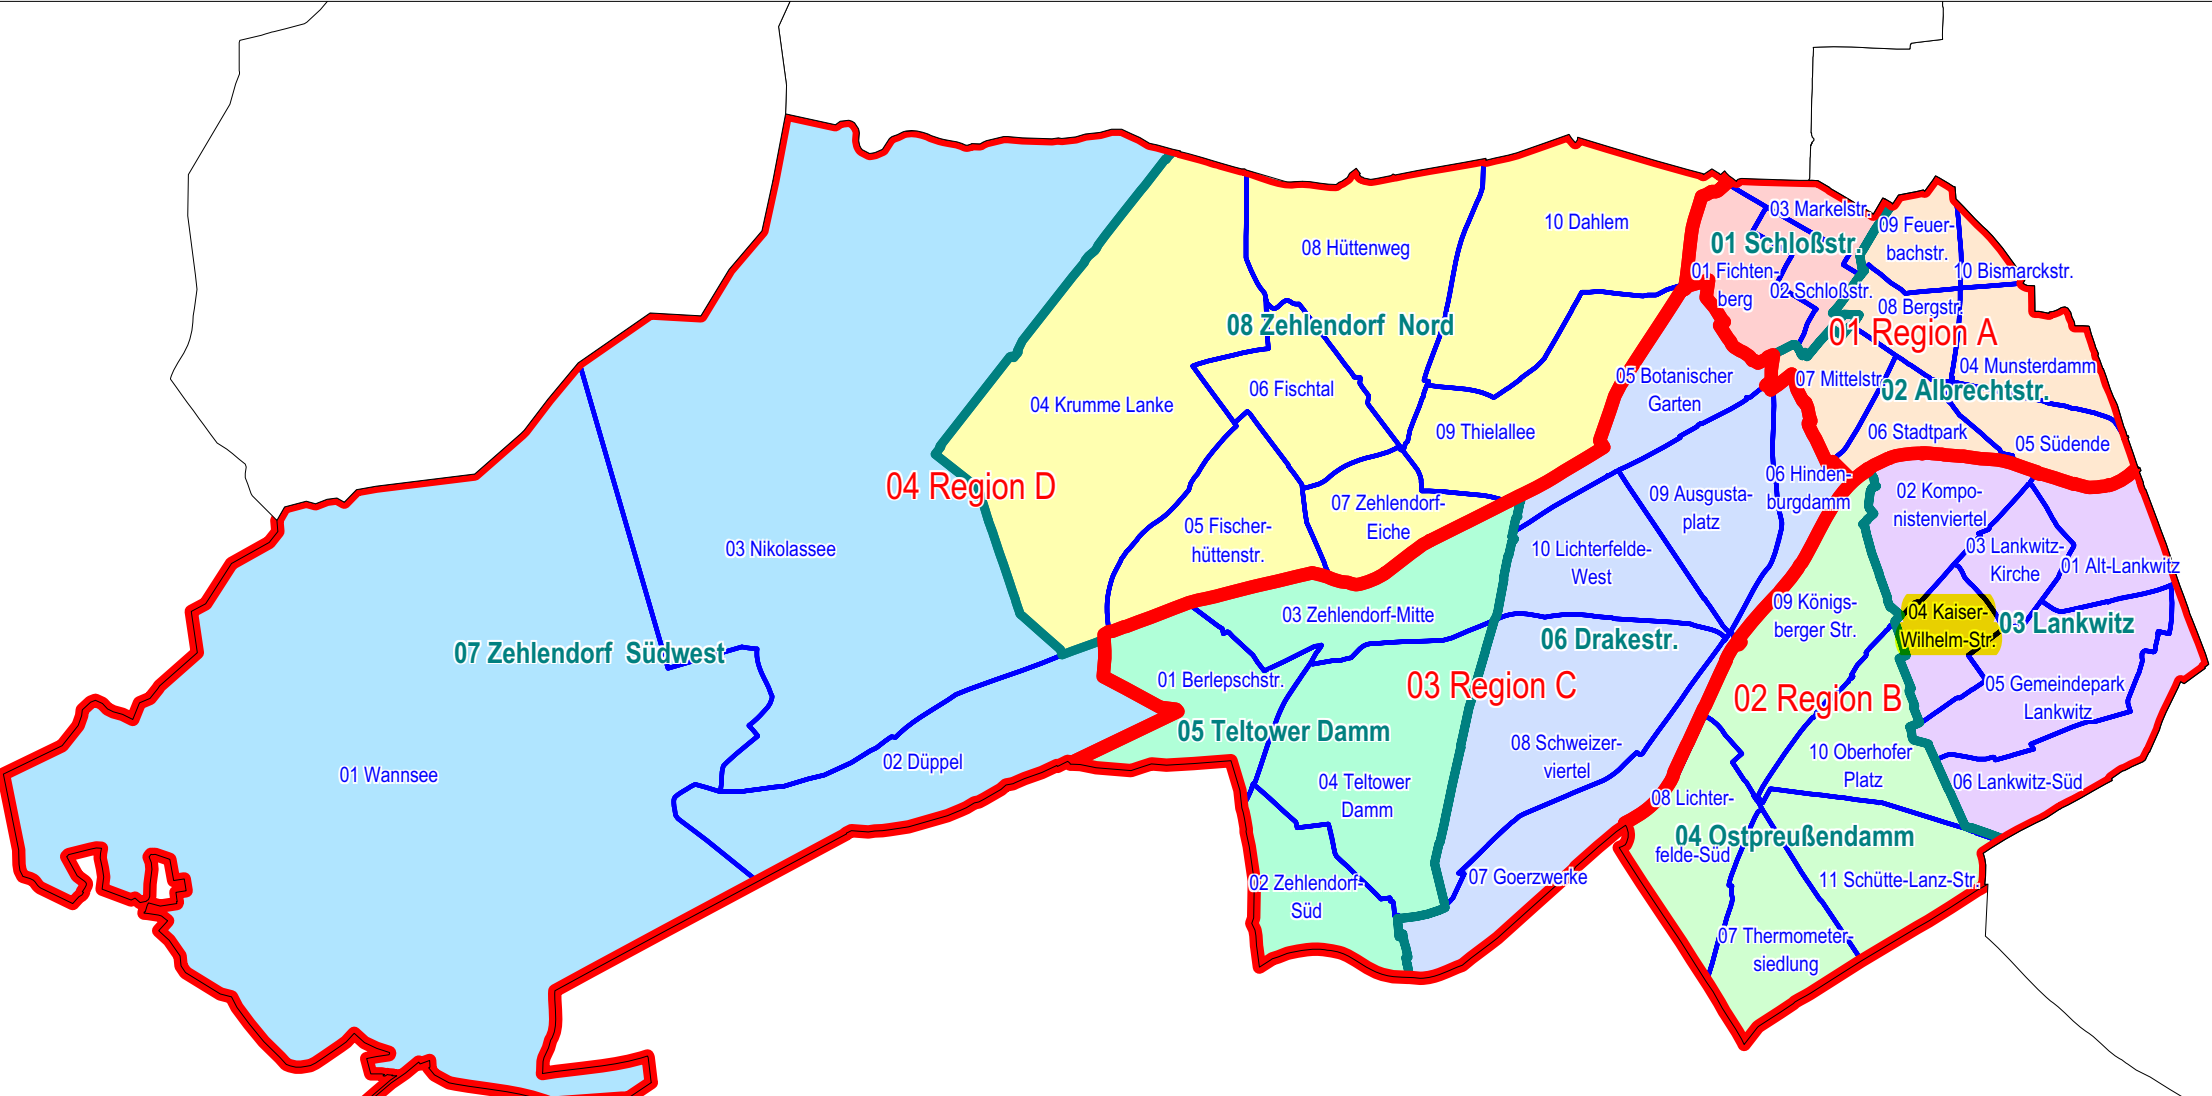 03 Markelstr.
10 Dahlem
09 Feuer-
bachstr.
01 Schloßstr.
08 Hüttenweg
01 Fichten-
berg
10 Bismarckstr.
02 Schloßstr.
08 Bergstr.
08 Zehlendorf Nord
01 Region A
04 Munsterdamm
05 Botanischer
Garten
07 Mittelstr.
02 Albrechtstr.
06 Fischtal
04 Krumme Lanke
09 Thielallee
06 Stadtpark
05 Südende
04 Region D
06 Hinden-
burgdamm
09 Ausgusta-
platz
02 Kompo-
nistenviertel
07 Zehlendorf-
Eiche
05 Fischer-
hüttenstr.
03 Nikolassee
10 Lichterfelde-
West
03 Lankwitz-
Kirche
01 Alt-Lankwitz
03 Zehlendorf-Mitte
09 Königs-
berger Str.
04 Kaiser-
Wilhelm-Str.
03 Lankwitz
06 Drakestr.
07 Zehlendorf Südwest
01 Berlepschstr.
03 Region C
02 Region B
05 Gemeindepark
Lankwitz
05 Teltower Damm
08 Schweizer-
viertel
02 Düppel
01 Wannsee
10 Oberhofer
Platz
04 Teltower
Damm
06 Lankwitz-Süd
08 Lichter-
felde-Süd
04 Ostpreußendamm
07 Goerzwerke
02 Zehlendorf-
Süd
11 Schütte-Lanz-Str.
07 Thermometer-
siedlung